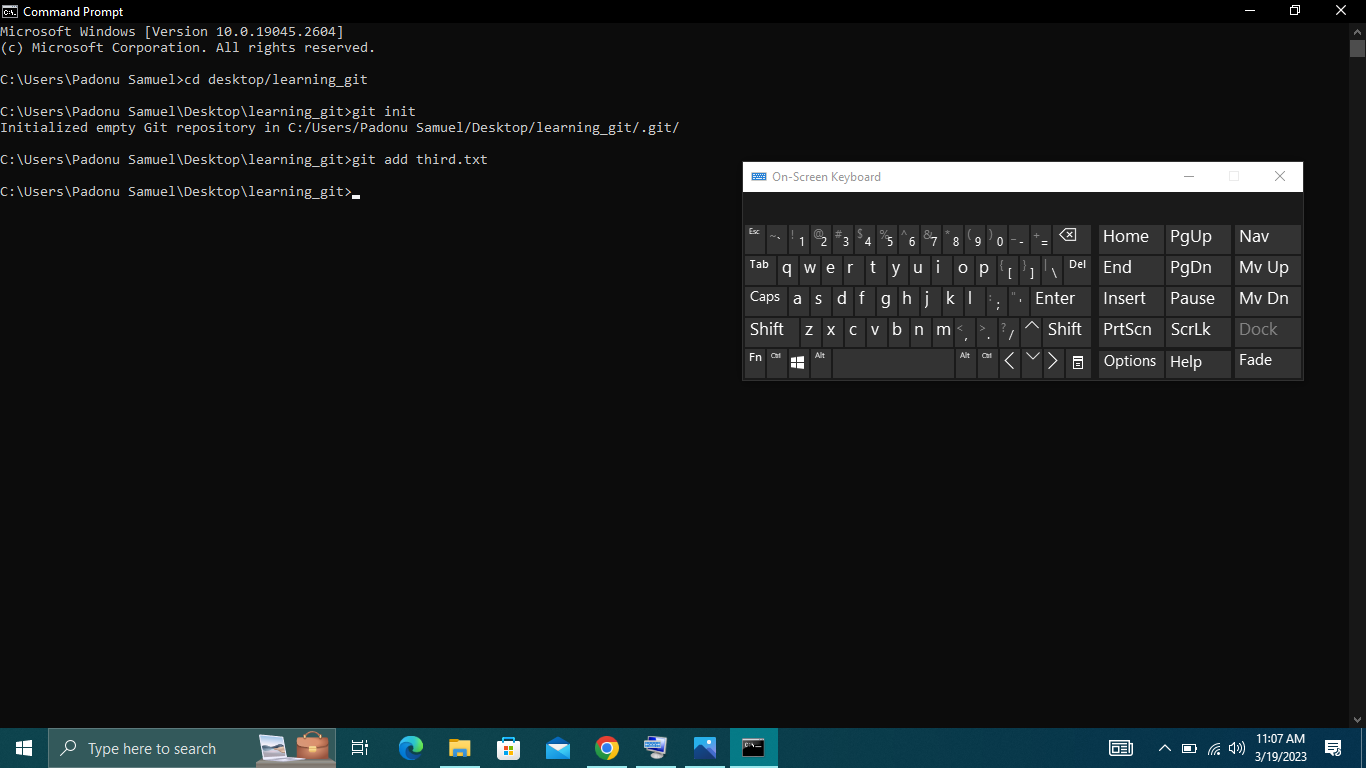 Command Prompt
Microsoft Windows [Version 10.0.19045.2604]
(c) Microsoft Corporation. All rights reserved.
C:\Users\Padonu Samuel>cd desktop/learning_git
C:\Users\Padonu Samuel\Desktop\learning_git>git init
Initialized empty Git repository in C:/Users/Padonu Samuel/Desktop/learning_git/.git/
C:\Users\Padonu Samuel\Desktop\learning_git>git add third.txt
C:\Users\Padonu Samuel\Desktop\learning_git>
On-Screen Keyboard
Esc ~ ` ! 1 @ 2 # 3 $ 4 % 5 ^ 6 & 7 * 8 ( 9 ) 0 _ - + = Home PgUp Nav
Tab q w e r t y u i o p { [ } ] | \ Del End PgDn Mv Up
Caps a s d f g h j k l : ; " ' Enter Insert Pause Mv Dn
Shift z x c v b n m < , > . ? / Shift PrtScn ScrLk Dock
Fn Ctrl Alt Alt Ctrl Options Help Fade
Type here to search
11:07 AM
3/19/2023